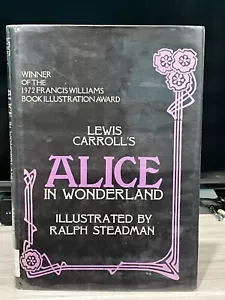 WINNER
OF THE
1972 FRANCIS WILLIAMS
BOOK ILLUSTRATION AWARD
LEWIS
CARROLL'S
ALICE
IN WONDERLAND
ILLUSTRATED BY
RALPH STEADMAN